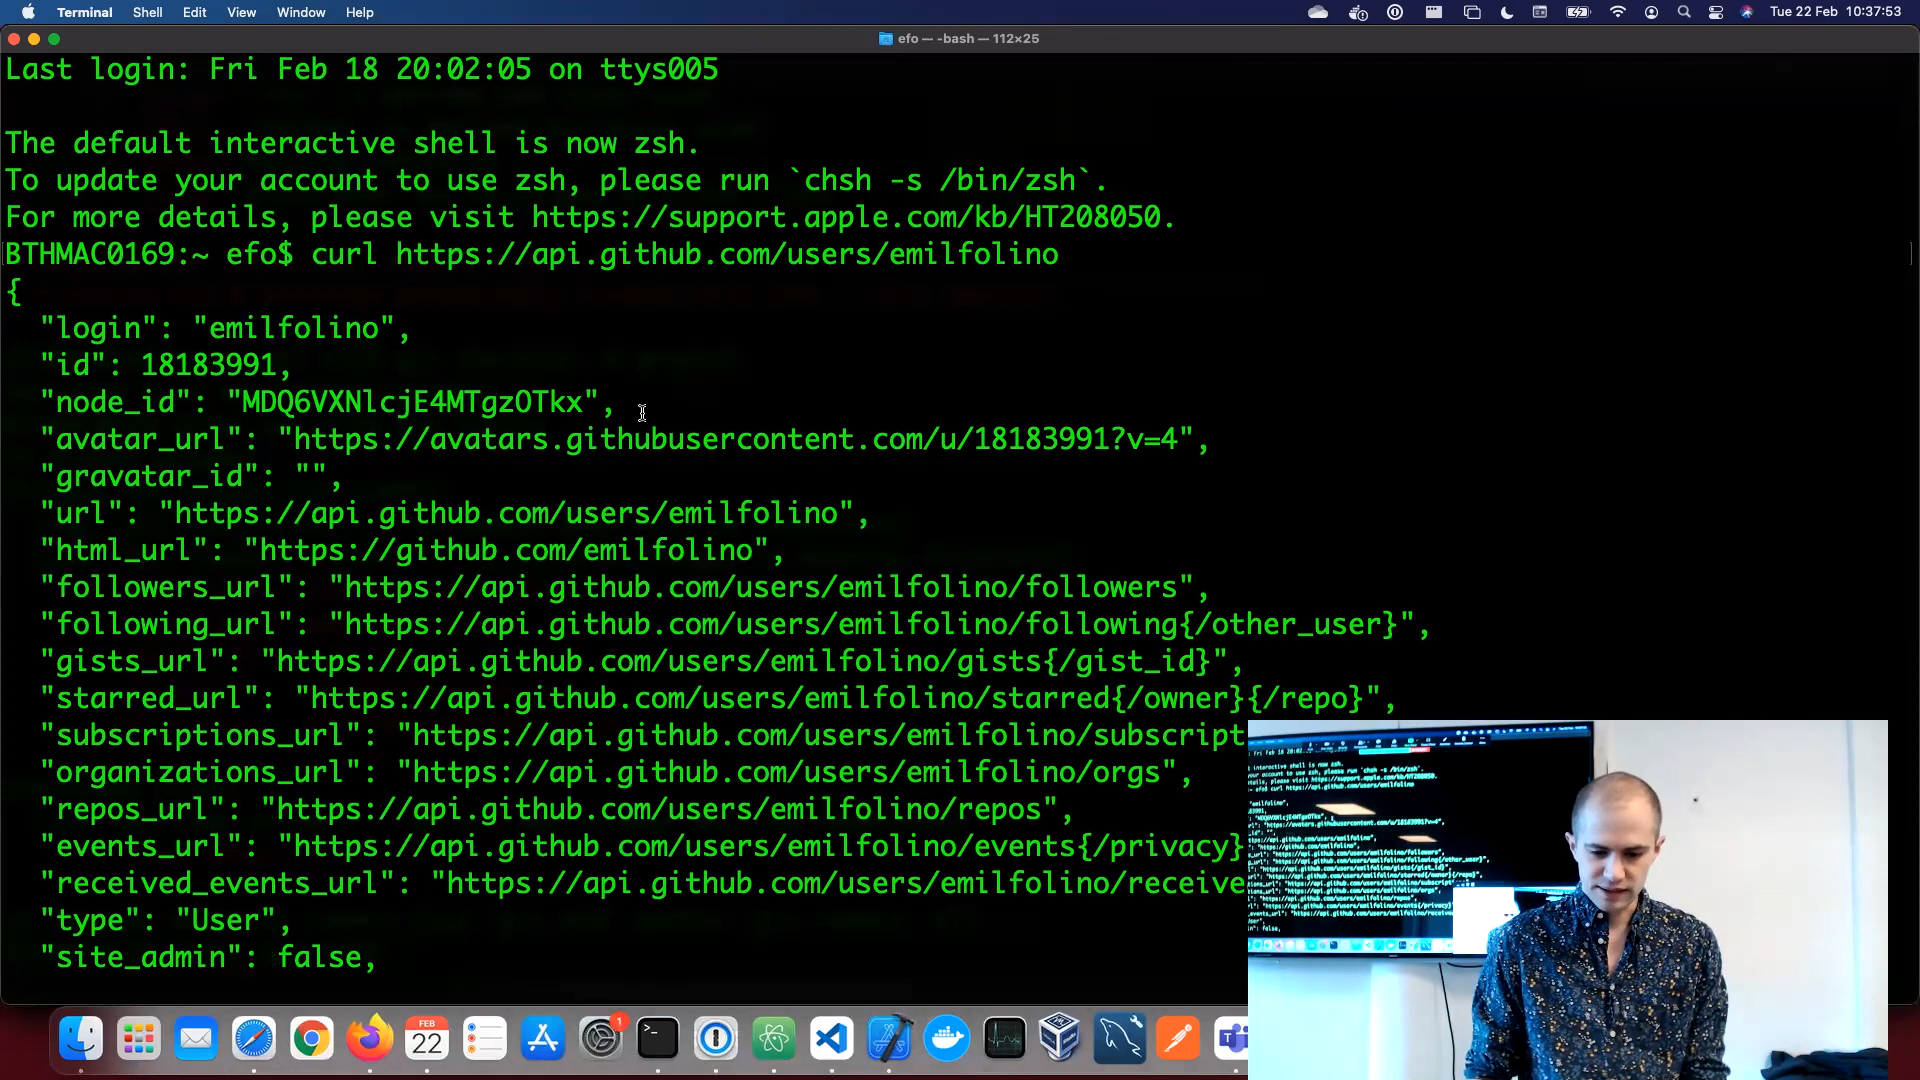 Terminal Shell Edit View Window Help Tue 22 Feb 10:37:53
efo — -bash — 112×25
Last login: Fri Feb 18 20:02:05 on ttys005
The default interactive shell is now zsh.
To update your account to use zsh, please run `chsh -s /bin/zsh`.
For more details, please visit https://support.apple.com/kb/HT208050.
BTHMAC0169:~ efo$ curl https://api.github.com/users/emilfolino
{
"login": "emilfolino",
"id": 18183991,
"node_id": "MDQ6VXNlcjE4MTgzOTkx",
"avatar_url": "https://avatars.githubusercontent.com/u/18183991?v=4",
"gravatar_id": "",
"url": "https://api.github.com/users/emilfolino",
"html_url": "https://github.com/emilfolino",
"followers_url": "https://api.github.com/users/emilfolino/followers",
"following_url": "https://api.github.com/users/emilfolino/following{/other_user}",
"gists_url": "https://api.github.com/users/emilfolino/gists{/gist_id}",
"starred_url": "https://api.github.com/users/emilfolino/starred{/owner}{/repo}",
"subscriptions_url": "https://api.github.com/users/emilfolino/subscript
"organizations_url": "https://api.github.com/users/emilfolino/orgs",
"repos_url": "https://api.github.com/users/emilfolino/repos",
"events_url": "https://api.github.com/users/emilfolino/events{/privacy}
"received_events_url": "https://api.github.com/users/emilfolino/receive
"type": "User",
"site_admin": false,
FEB
22
1